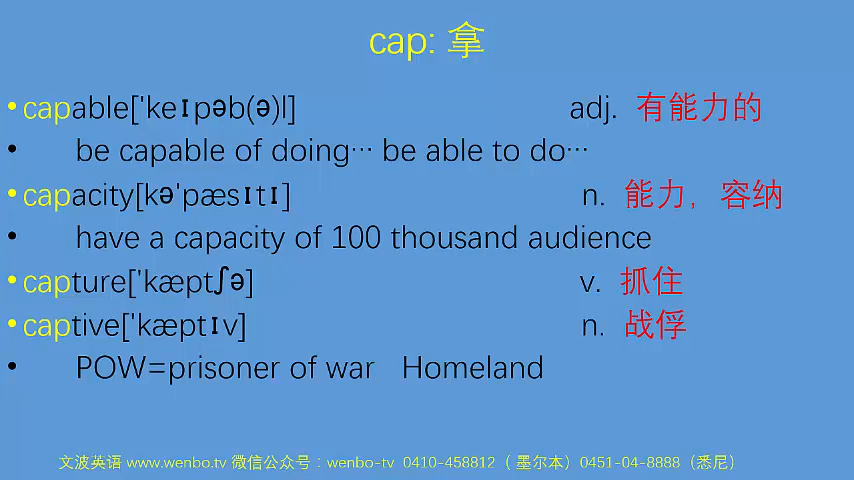 cap: 拿
•capable['keɪpəb(ə)l] adj. 有能力的
• be capable of doing… be able to do…
•capacity[kə'pæsɪtɪ] n. 能力，容纳
• have a capacity of 100 thousand audience
•capture['kæptʃə] v. 抓住
•captive['kæptɪv] n. 战俘
• POW=prisoner of war Homeland
文波英语 www.wenbo.tv 微信公众号：wenbo-tv 0410-458812（ 墨尔本）0451-04-8888（悉尼）